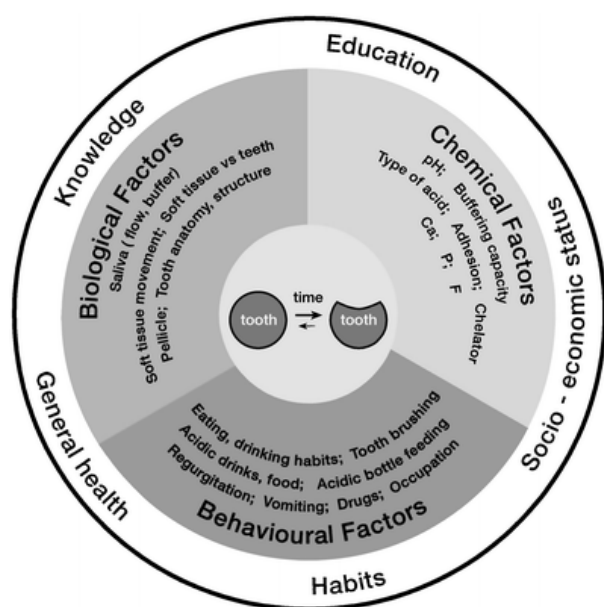 Education
Knowledge
Socio - economic status
General health
Habits
Biological Factors
Saliva ( flow, buffer)
Soft tissue movement; Soft tissue vs teeth
Pellicle; Tooth anatomy, structure
Chemical Factors
pH; Buffering capacity
Type of acid; Adhesion; Chelator
Ca; P; F
time
tooth
tooth
Eating, drinking habits; Tooth brushing
Acidic drinks, food; Acidic bottle feeding
Regurgitation; Vomiting; Drugs; Occupation
Behavioural Factors